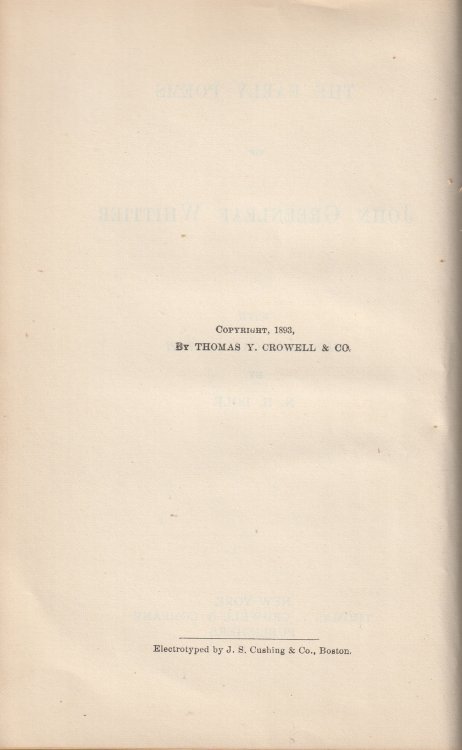 Copyright, 1893,
By THOMAS Y. CROWELL & CO.
Electrotyped by J. S. Cushing & Co., Boston.